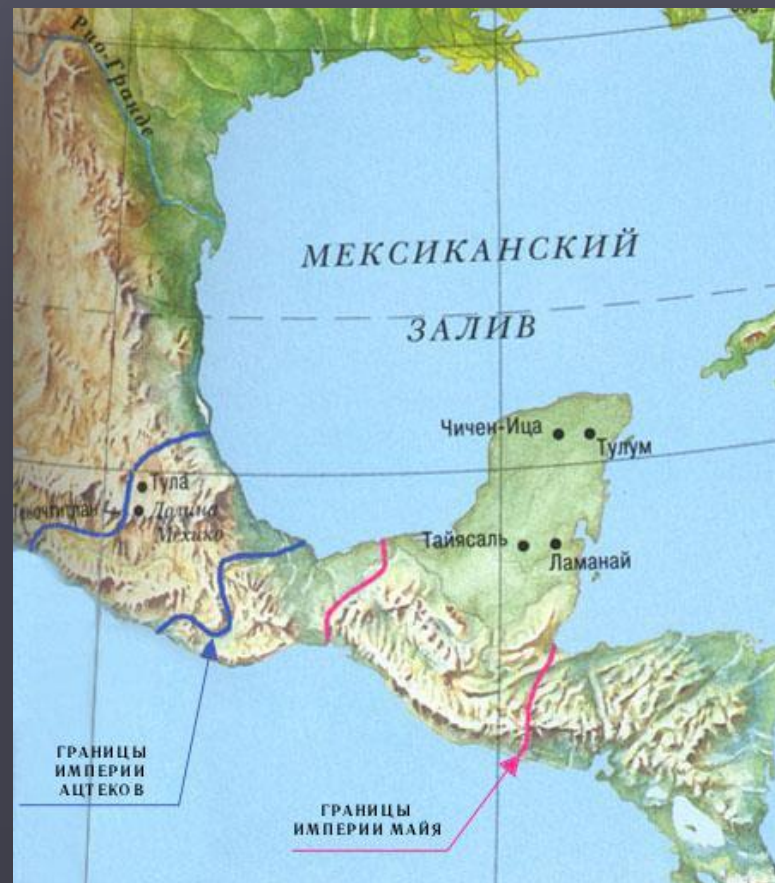 Рио-Гранде
МЕКСИКАНСКИЙ
ЗАЛИВ
Чичен-Ица
Тулум
Тула
Теночтитлан
Долина
Мехико
Тайясаль
Ламанай
ГРАНИЦЫ
ИМПЕРИИ
АЦТЕКОВ
ГРАНИЦЫ
ИМПЕРИИ МАЙЯ